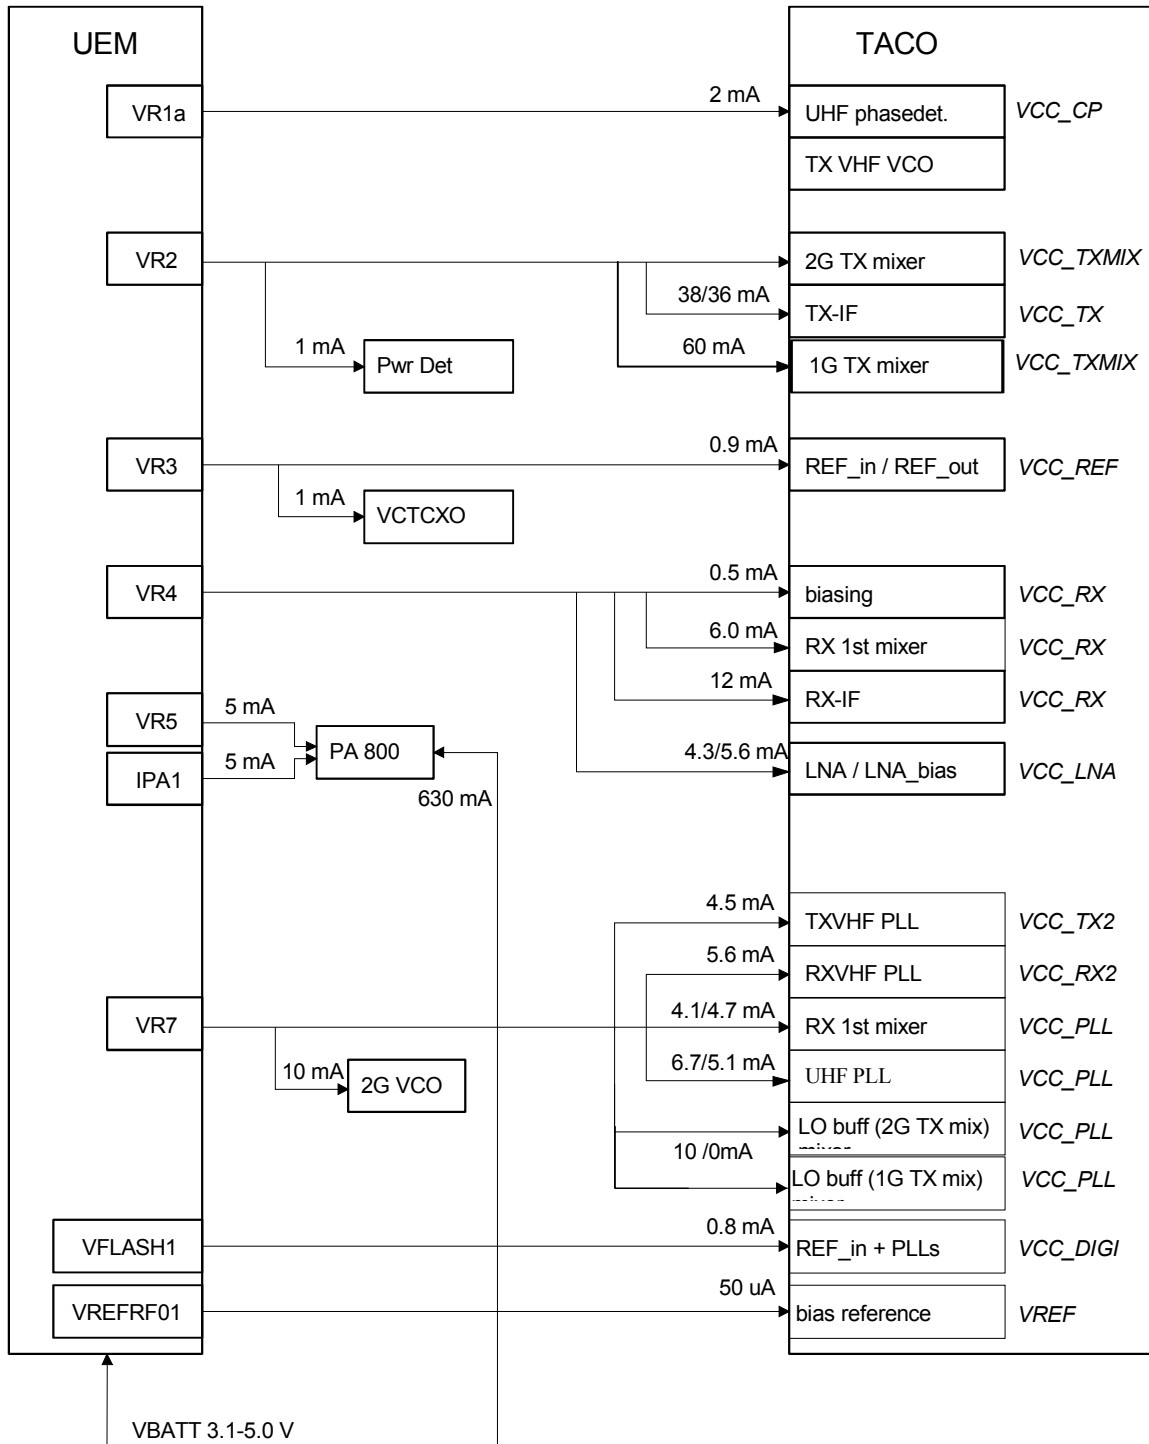 UEM
TACO
VR1a
2 mA
UHF phasedet.
VCC_CP
TX VHF VCO
VR2
2G TX mixer
VCC_TXMIX
38/36 mA
TX-IF
VCC_TX
1 mA
Pwr Det
60 mA
1G TX mixer
VCC_TXMIX
VR3
0.9 mA
REF_in / REF_out
VCC_REF
1 mA
VCTCXO
VR4
0.5 mA
biasing
VCC_RX
6.0 mA
RX 1st mixer
VCC_RX
12 mA
RX-IF
VCC_RX
VR5
5 mA
PA 800
IPA1
5 mA
630 mA
4.3/5.6 mA
LNA / LNA_bias
VCC_LNA
4.5 mA
TXVHF PLL
VCC_TX2
5.6 mA
RXVHF PLL
VCC_RX2
VR7
4.1/4.7 mA
RX 1st mixer
VCC_PLL
10 mA
2G VCO
6.7/5.1 mA
UHF PLL
VCC_PLL
LO buff (2G TX mix)
mixer
VCC_PLL
10 /0mA
LO buff (1G TX mix)
mixer
VCC_PLL
VFLASH1
0.8 mA
REF_in + PLLs
VCC_DIGI
VREFRF01
50 uA
bias reference
VREF
VBATT 3.1-5.0 V